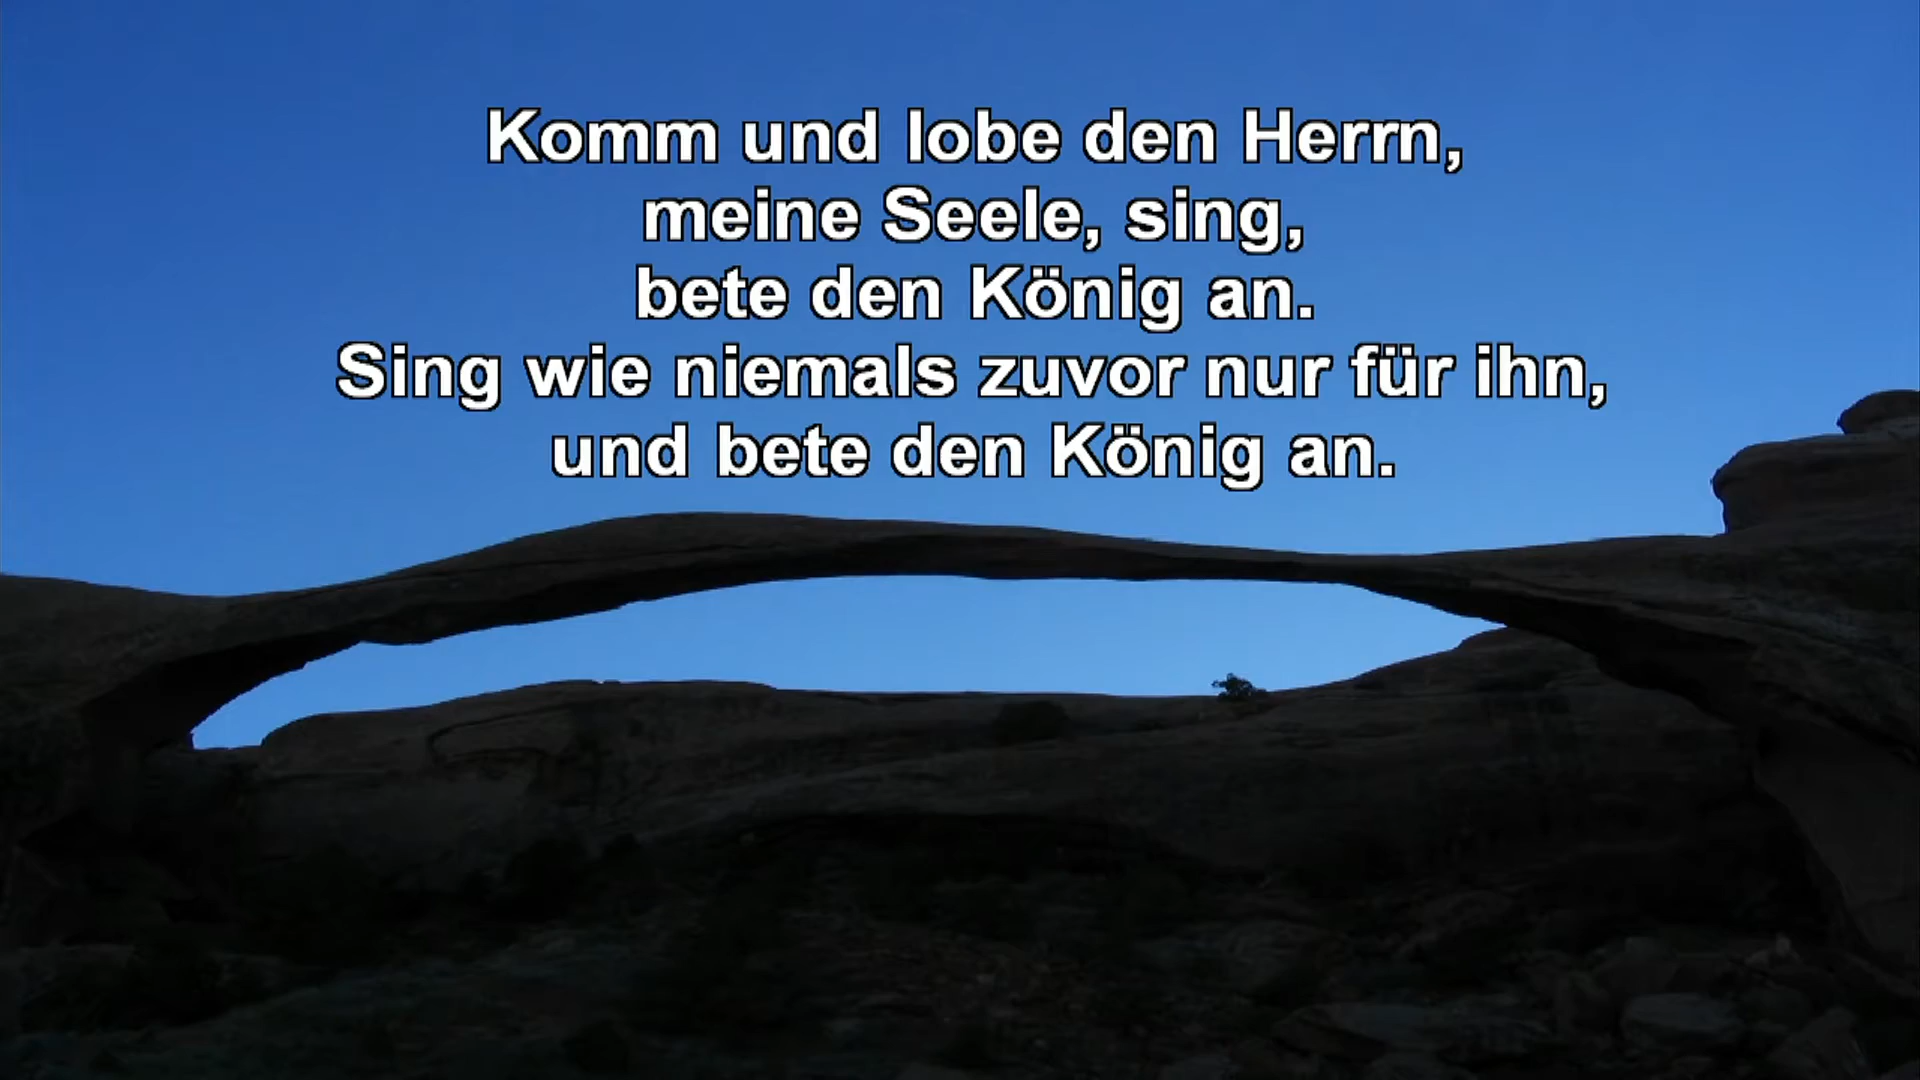 Komm und lobe den Herrn,
meine Seele, sing,
bete den König an.
Sing wie niemals zuvor nur für ihn,
und bete den König an.